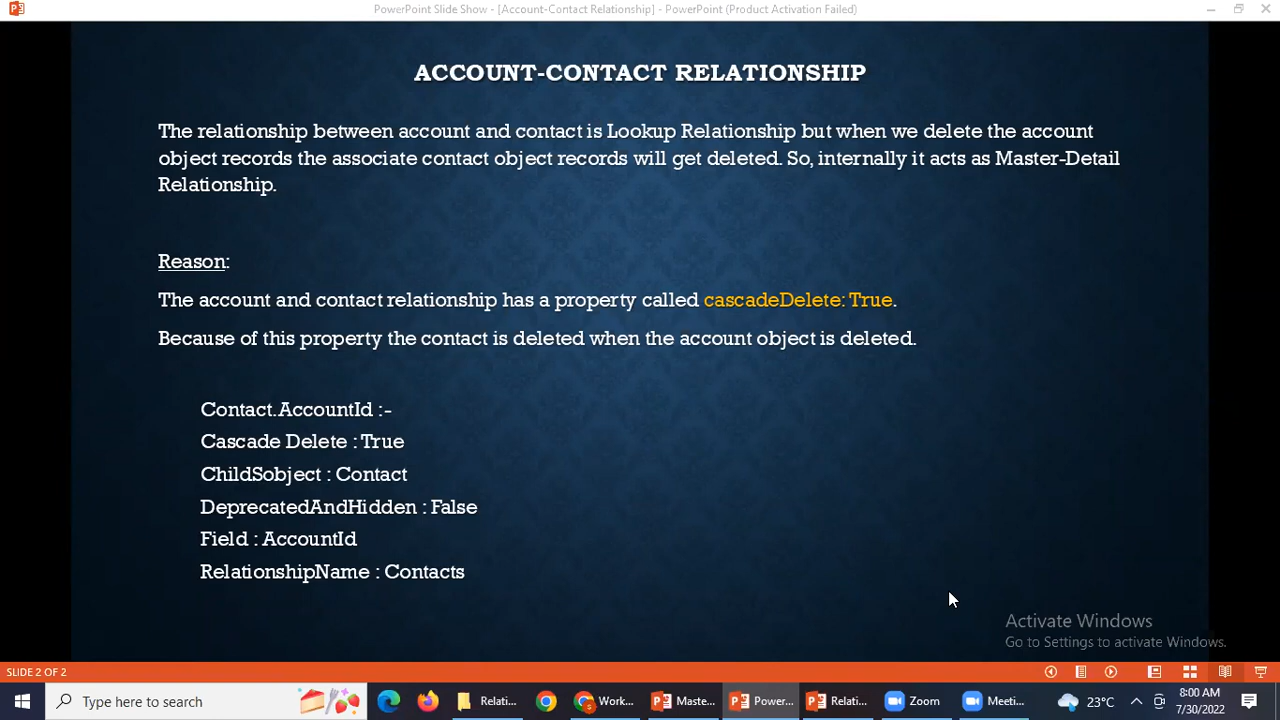 PowerPoint Slide Show - [Account-Contact Relationship] - PowerPoint (Product Activation Failed)
ACCOUNT-CONTACT RELATIONSHIP
The relationship between account and contact is Lookup Relationship but when we delete the account
object records the associate contact object records will get deleted. So, internally it acts as Master-Detail
Relationship.
Reason:
The account and contact relationship has a property called cascadeDelete: True.
Because of this property the contact is deleted when the account object is deleted.
Contact.AccountId :-
Cascade Delete : True
ChildSobject : Contact
DeprecatedAndHidden : False
Field : AccountId
RelationshipName : Contacts
Activate Windows
Go to Settings to activate Windows.
SLIDE 2 OF 2
Type here to search
Relati...
Work...
Maste...
Power...
Relati...
Zoom
Meeti...
23°C
8:00 AM
7/30/2022